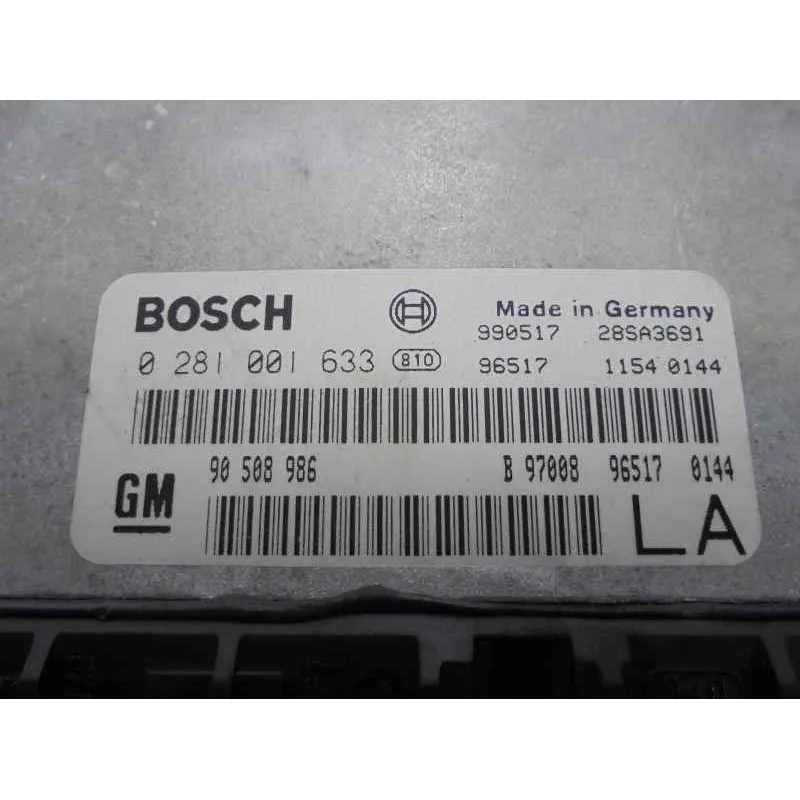 BOSCH Made in Germany
990517 28SA3691
0 281 001 633 810 96517 1154 0144
90 508 986 B 97008 96517 0144
GM LA